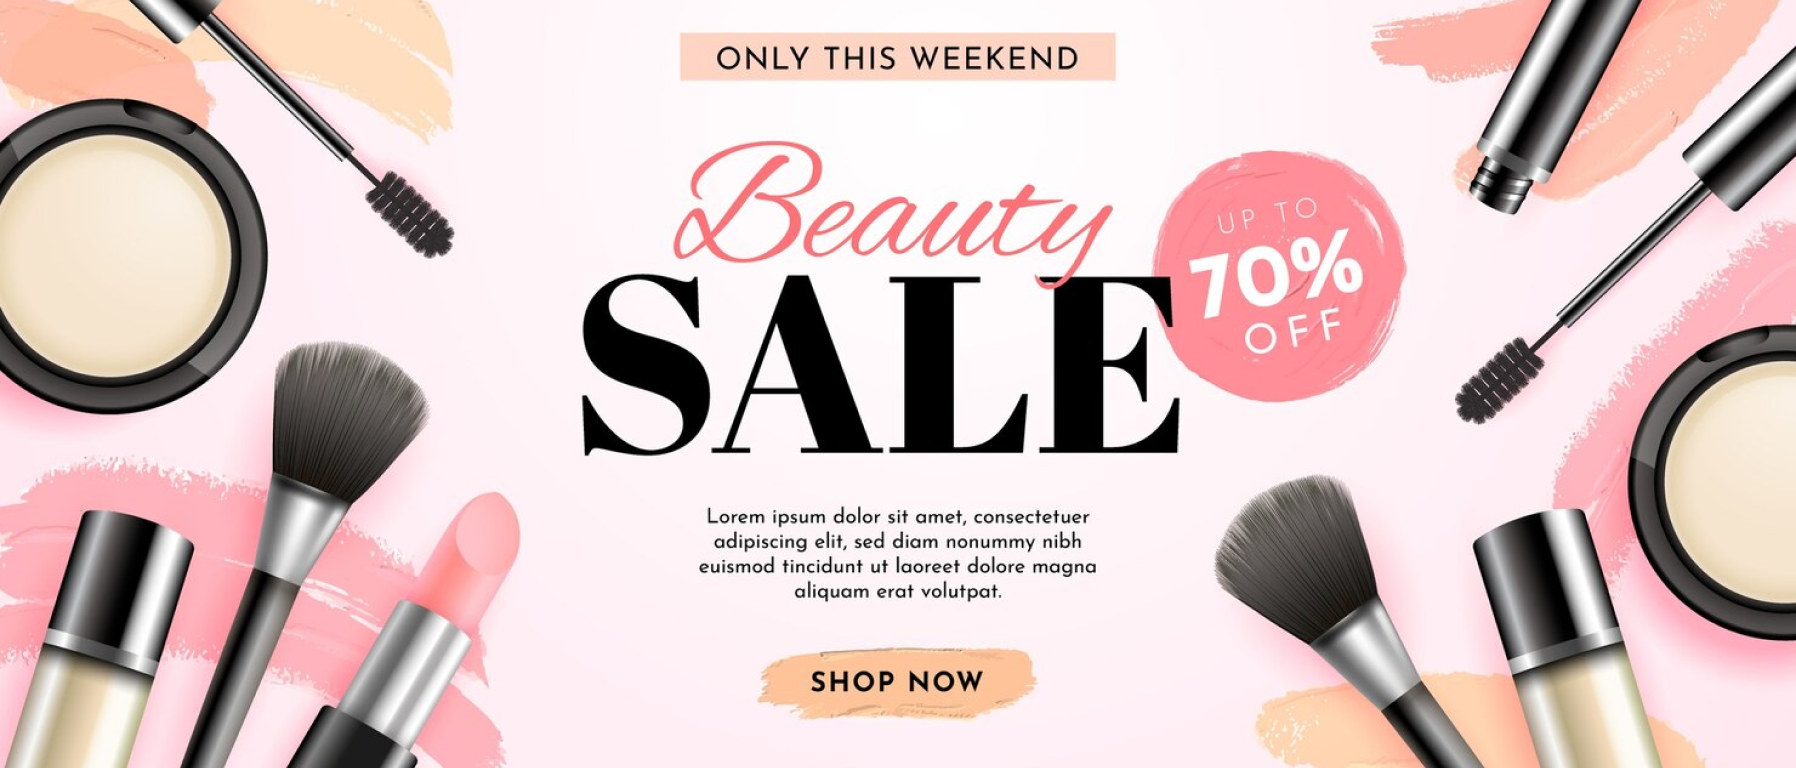 ONLY THIS WEEKEND
Beauty
SALE
UP TO
70%
OFF
Lorem ipsum dolor sit amet, consectetuer
adipiscing elit, sed diam nonummy nibh
euismod tincidunt ut laoreet dolore magna
aliquam erat volutpat.
SHOP NOW